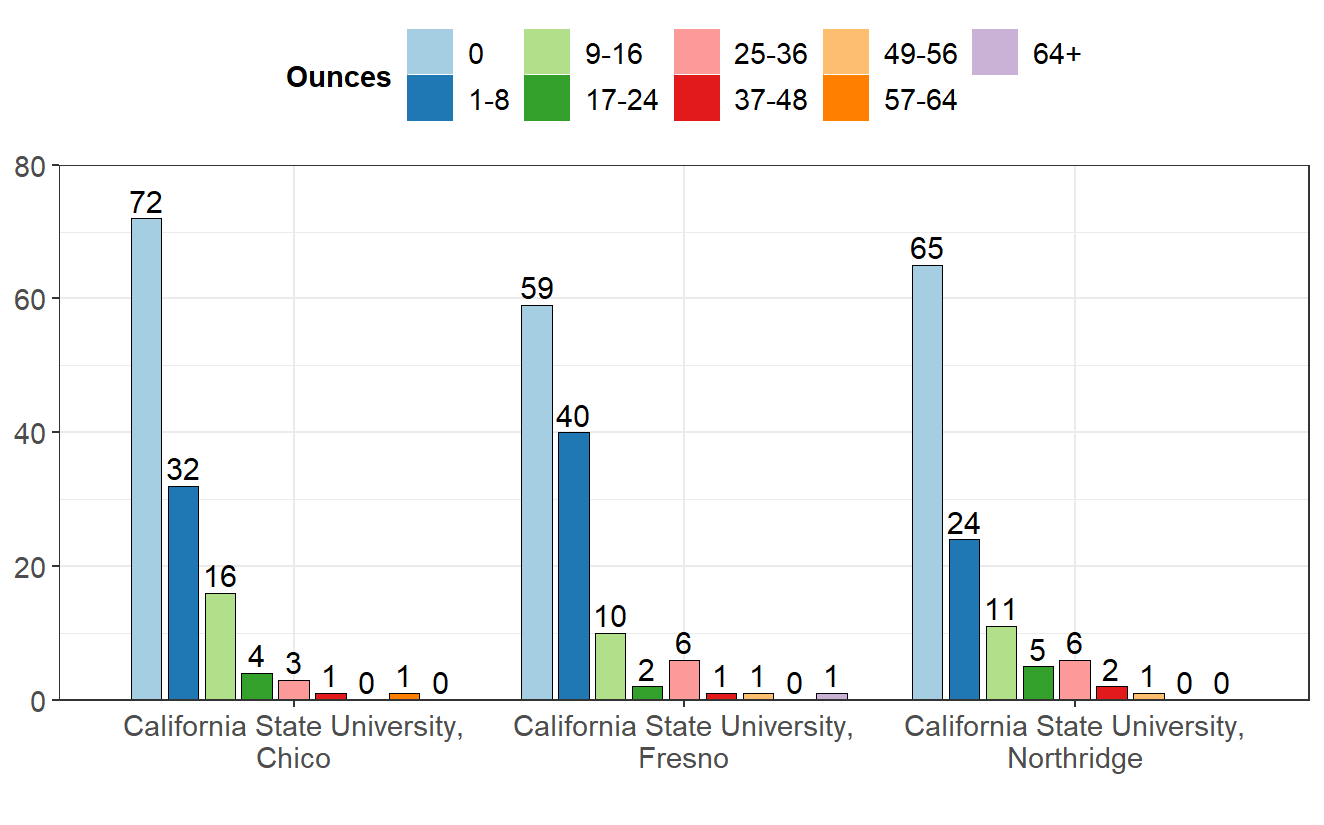 Ounces
0 9-16 25-36 49-56 64+
1-8 17-24 37-48 57-64
80
60
40
20
0
72 32 16 4 3 1 0 1 0
59 40 10 2 6 1 1 0 1
65 24 11 5 6 2 1 0 0
California State University,
Chico
California State University,
Fresno
California State University,
Northridge